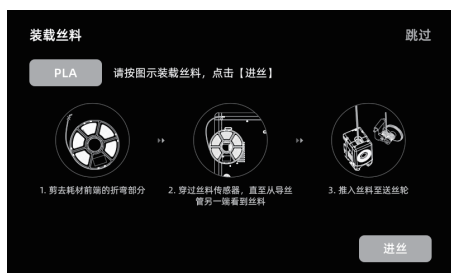 装载丝料
跳过
PLA
请按图示装载丝料，点击【进丝】
1. 剪去耗材前端的折弯部分
2. 穿过丝料传感器，直至从导丝
管另一端看到丝料
3. 推入丝料至送丝轮
进丝